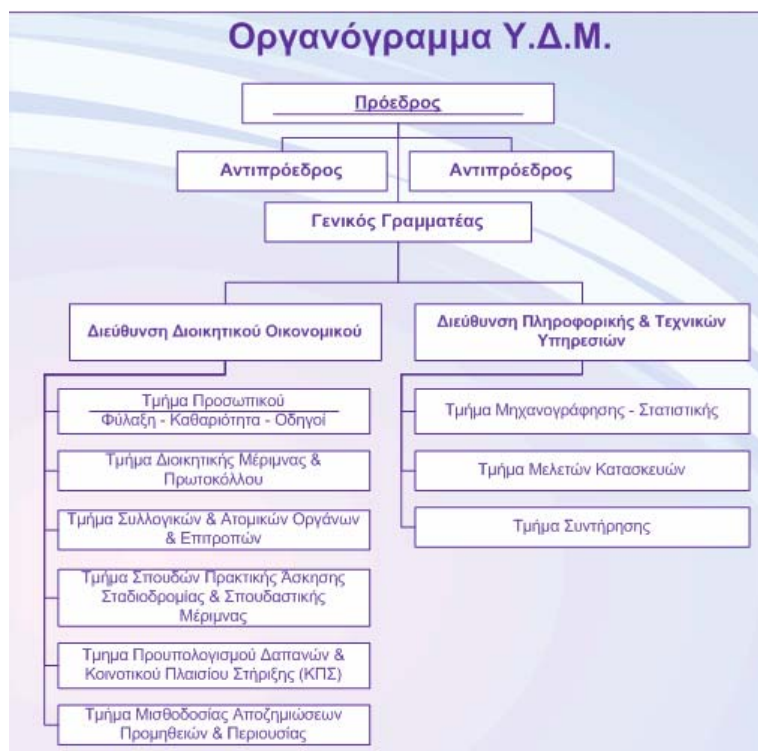 Οργανόγραμμα Υ.Δ.Μ.
Πρόεδρος
Αντιπρόεδρος
Αντιπρόεδρος
Γενικός Γραμματέας
Διεύθυνση Διοικητικού Οικονομικού
Τμήμα Προσωπικού
Φύλαξη - Καθαριότητα - Οδηγοί
Τμήμα Διοικητικής Μέριμνας &
Πρωτοκόλλου
Τμήμα Συλλογικών & Ατομικών Οργάνων
& Επιτροπών
Τμήμα Σπουδών Πρακτικής Άσκησης
Σταδιοδρομίας & Σπουδαστικής
Μέριμνας
Τμημα Προυπολογισμού Δαπανών &
Κοινοτικού Πλαισίου Στήριξης (ΚΠΣ)
Τμήμα Μισθοδοσίας Αποζημιώσεων
Προμηθειών & Περιουσίας
Διεύθυνση Πληροφορικής & Τεχνικών
Υπηρεσιών
Τμήμα Μηχανογράφησης - Στατιστικής
Τμήμα Μελετών Κατασκευών
Τμήμα Συντήρησης